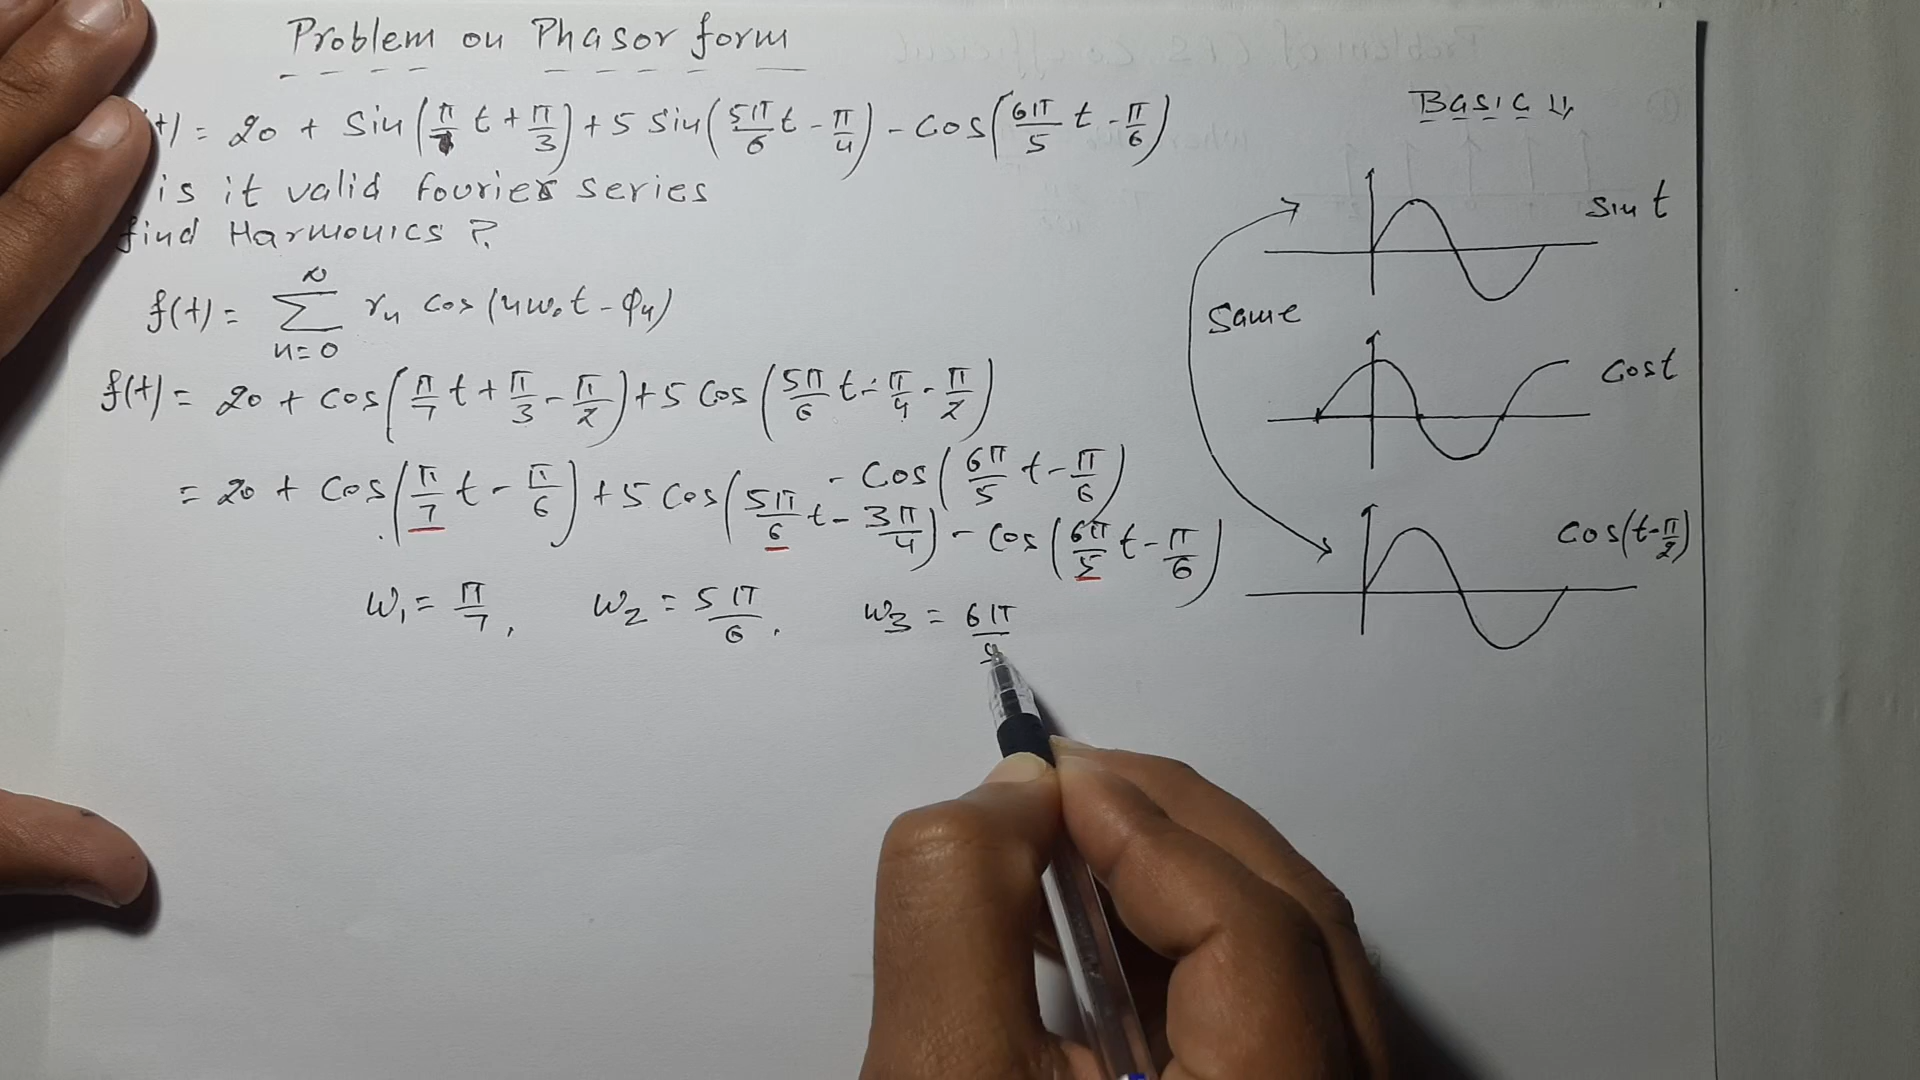 Problem on Phasor form
t) = 20 + Sin(π/7 t + π/3) + 5 Sin(5π/6 t - π/4) - Cos(6π/5 t - π/6)
is it valid fourier series
find Harmonics ?
f(t) = ∑_{n=0}^{∞} rn cos(nω₀t - φn)
f(t) = 20 + cos(π/7 t + π/3 - π/2) + 5 Cos(5π/6 t - π/4 - π/2)
- Cos(6π/5 t - π/6)
= 20 + Cos(π/7 t - π/6) + 5 Cos(5π/6 t - 3π/4) - Cos(6π/5 t - π/6)
ω₁ = π/7, ω₂ = 5π/6, ω₃ = 6π/
BASIC
Sin t
Same
Cos t
Cos(t-π/2)